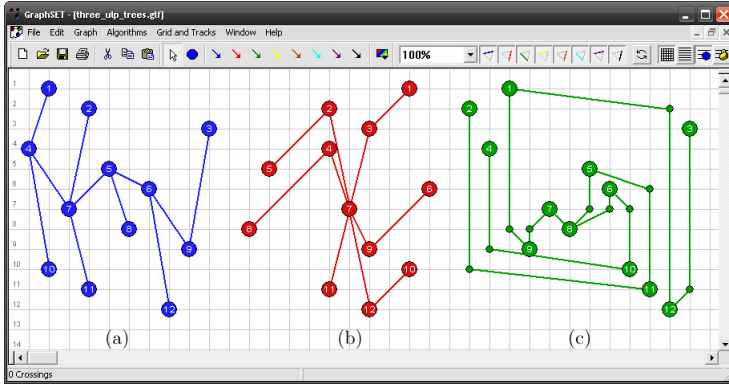 GraphSET - [three_ulp_trees.gtf]
File Edit Graph Algorithms Grid and Tracks Window Help
100%
1 1 1 1
2 2 2 2
3 3 3 3
4 4 4 4
5 5 5 5
6 6 6 6
7 7 7 7
8 8 8 8
9 9 9 9
10 10 10 10
11 11 11 11
12 12 12 12
13
14 (a) (b) (c)
0 Crossings